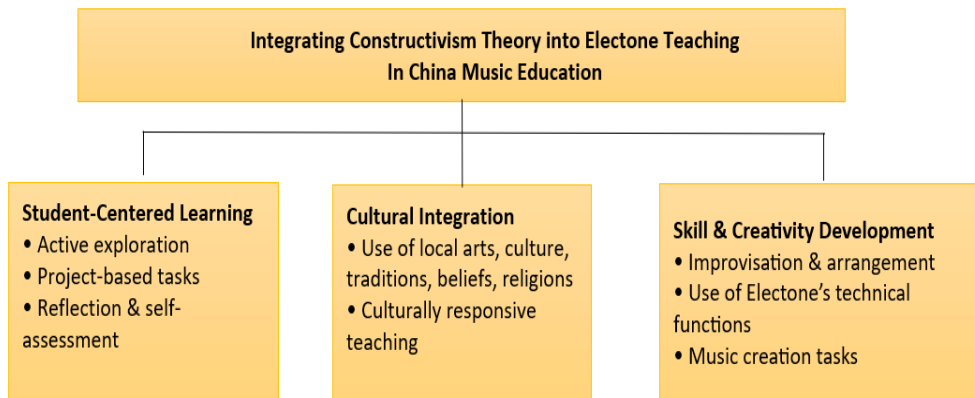 Integrating Constructivism Theory into Electone Teaching
In China Music Education
Student-Centered Learning
• Active exploration
• Project-based tasks
• Reflection & self-
assessment
Cultural Integration
• Use of local arts, culture,
traditions, beliefs, religions
• Culturally responsive
teaching
Skill & Creativity Development
• Improvisation & arrangement
• Use of Electone’s technical
functions
• Music creation tasks